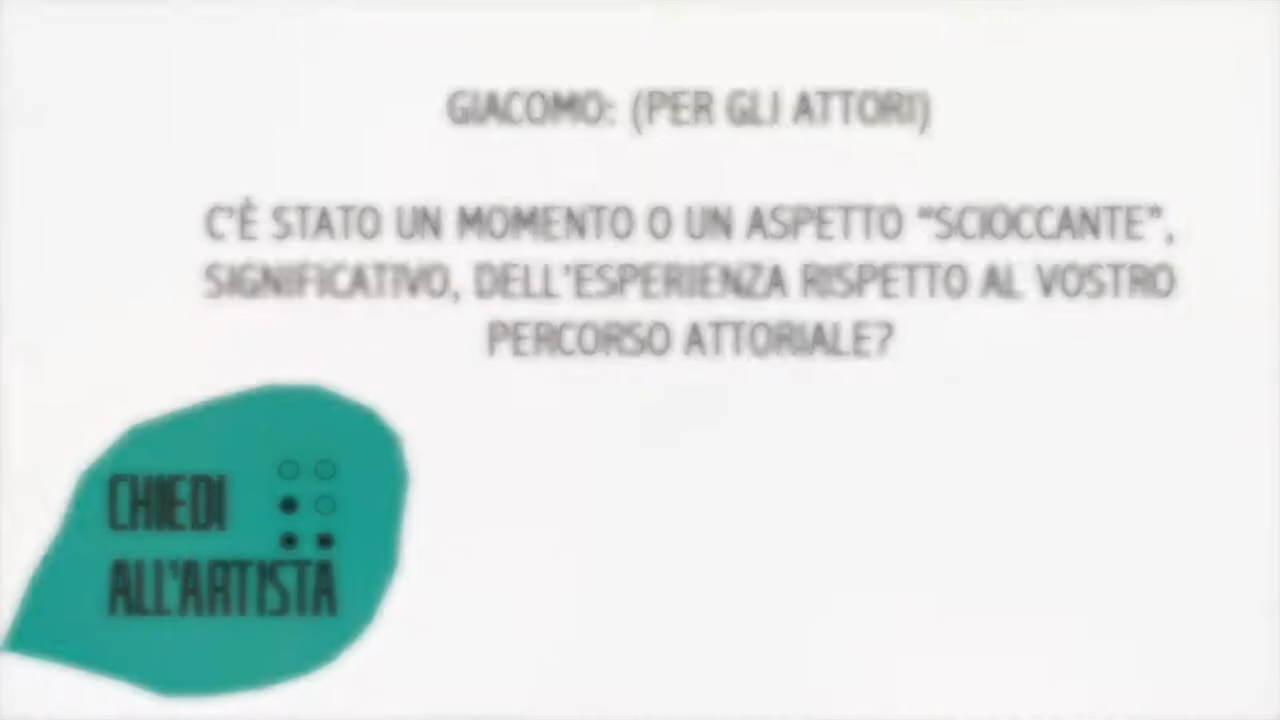 GIACOMO: (PER GLI ATTORI)
C'È STATO UN MOMENTO O UN ASPETTO “SCIOCCANTE”,
SIGNIFICATIVO, DELL'ESPERIENZA RISPETTO AL VOSTRO
PERCORSO ATTORIALE?
CHIEDI
ALL'ARTISTA